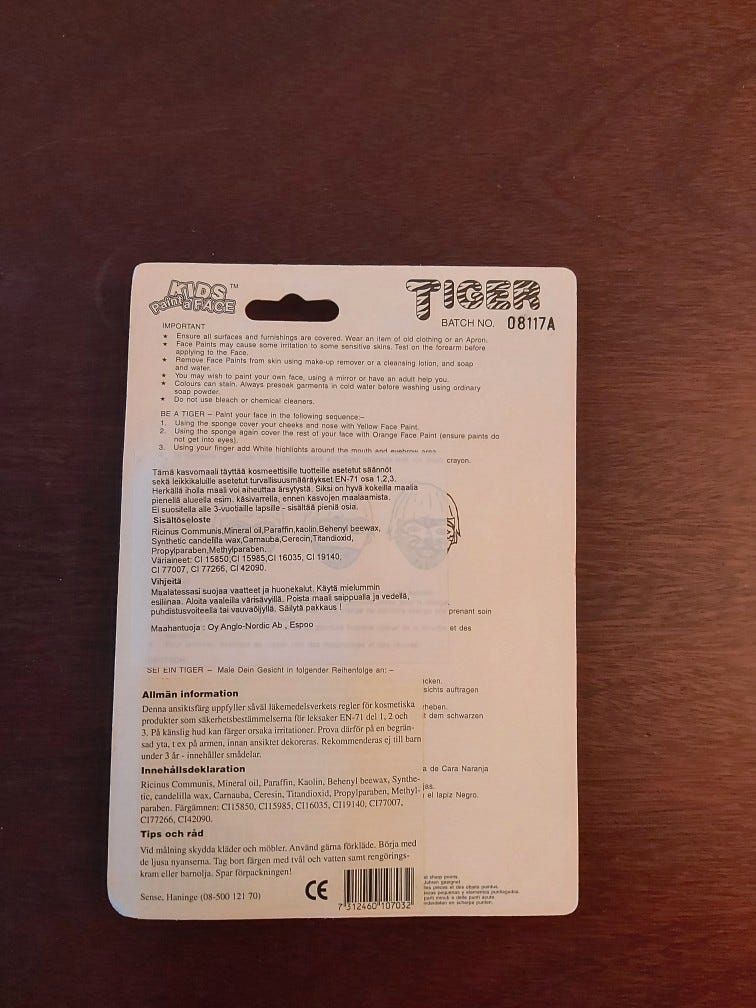 KIDS
Paint a FACE™
TIGER
BATCH NO. 08117A
IMPORTANT
★ Ensure all surfaces and furnishings are covered. Wear an item of old clothing or an Apron.
★ Face Paints may cause some irritation to some sensitive skins. Test on the forearm before
applying to the Face.
★ Remove Face Paints from skin using make-up remover or a cleansing lotion, and soap
and water.
★ You may wish to paint your own face, using a mirror or have an adult help you.
★ Colours can stain. Always presoak garments in cold water before washing using ordinary
soap powder.
★ Do not use bleach or chemical cleaners.
BE A TIGER – Paint your face in the following sequence:–
1. Using the sponge cover your cheeks and nose with Yellow Face Paint.
2. Using the sponge again cover the rest of your face with Orange Face Paint (ensure paints do
not get into eyes).
3. Using your finger add White highlights around the mouth and eyebrow area.
crayon.
Tämä kasvomaali täyttää kosmeettisille tuotteille asetetut säännöt
sekä leikkikaluille asetetut turvallisuusmääräykset EN-71 osa 1,2,3.
Herkällä iholla maali voi aiheuttaa ärsytystä. Siksi on hyvä kokeilla maalia
pienellä alueella esim. käsivarrella, ennen kasvojen maalaamista.
Ei suositella alle 3-vuotiaille lapsille - sisältää pieniä osia.
Sisältöseloste
Ricinus Communis,Mineral oil,Paraffin,kaolin,Behenyl beewax,
Synthetic candelilla wax,Carnauba,Cerecin,Titandioxid,
Propylparaben,Methylparaben.
Väriaineet: CI 15850,CI 15985,CI 16035, CI 19140,
CI 77007, CI 77266, CI 42090.
Vihjeitä
Maalatessasi suojaa vaatteet ja huonekalut. Käytä mielummin
esiliinaa. Aloita vaaleilla värisävyillä. Poista maali saippualla ja vedellä,
puhdistusvoiteella tai vauvaöljyllä. Säilytä pakkaus !
prenant soin
Maahantuoja : Oy Anglo-Nordic Ab , Espoo
et des
SEI EIN TIGER – Male Dein Gesicht in folgender Reihenfolge an: –
icken.
sichts auftragen
rheben.
t dem schwarzen
a de Cara Naranja
jas.
el lapiz Negro.
Allmän information
Denna ansiktsfärg uppfyller såväl läkemedelsverkets regler för kosmetiska
produkter som säkerhetsbestämmelserna för leksaker EN-71 del 1, 2 och
3. På känslig hud kan färger orsaka irritationer. Prova därför på en begrän-
sad yta, t ex på armen, innan ansiktet dekoreras. Rekommenderas ej till barn
under 3 år - innehåller smådelar.
Innehållsdeklaration
Ricinus Communis, Mineral oil, Paraffin, Kaolin, Behenyl beewax, Synthe-
tic, candelilla wax, Carnauba, Ceresin, Titandioxid, Propylparaben, Methyl-
paraben. Färgämnen: CI15850, CI15985, CI16035, CI19140, CI77007,
CI77266, CI42090.
Tips och råd
Vid målning skydda kläder och möbler. Använd gärna förkläde. Börja med
de ljusa nyanserna. Tag bort färgen med tvål och vatten samt rengörings-
kram eller barnolja. Spar förpackningen!
Sense, Haninge (08-500 121 70)
CE
7 312460 107032